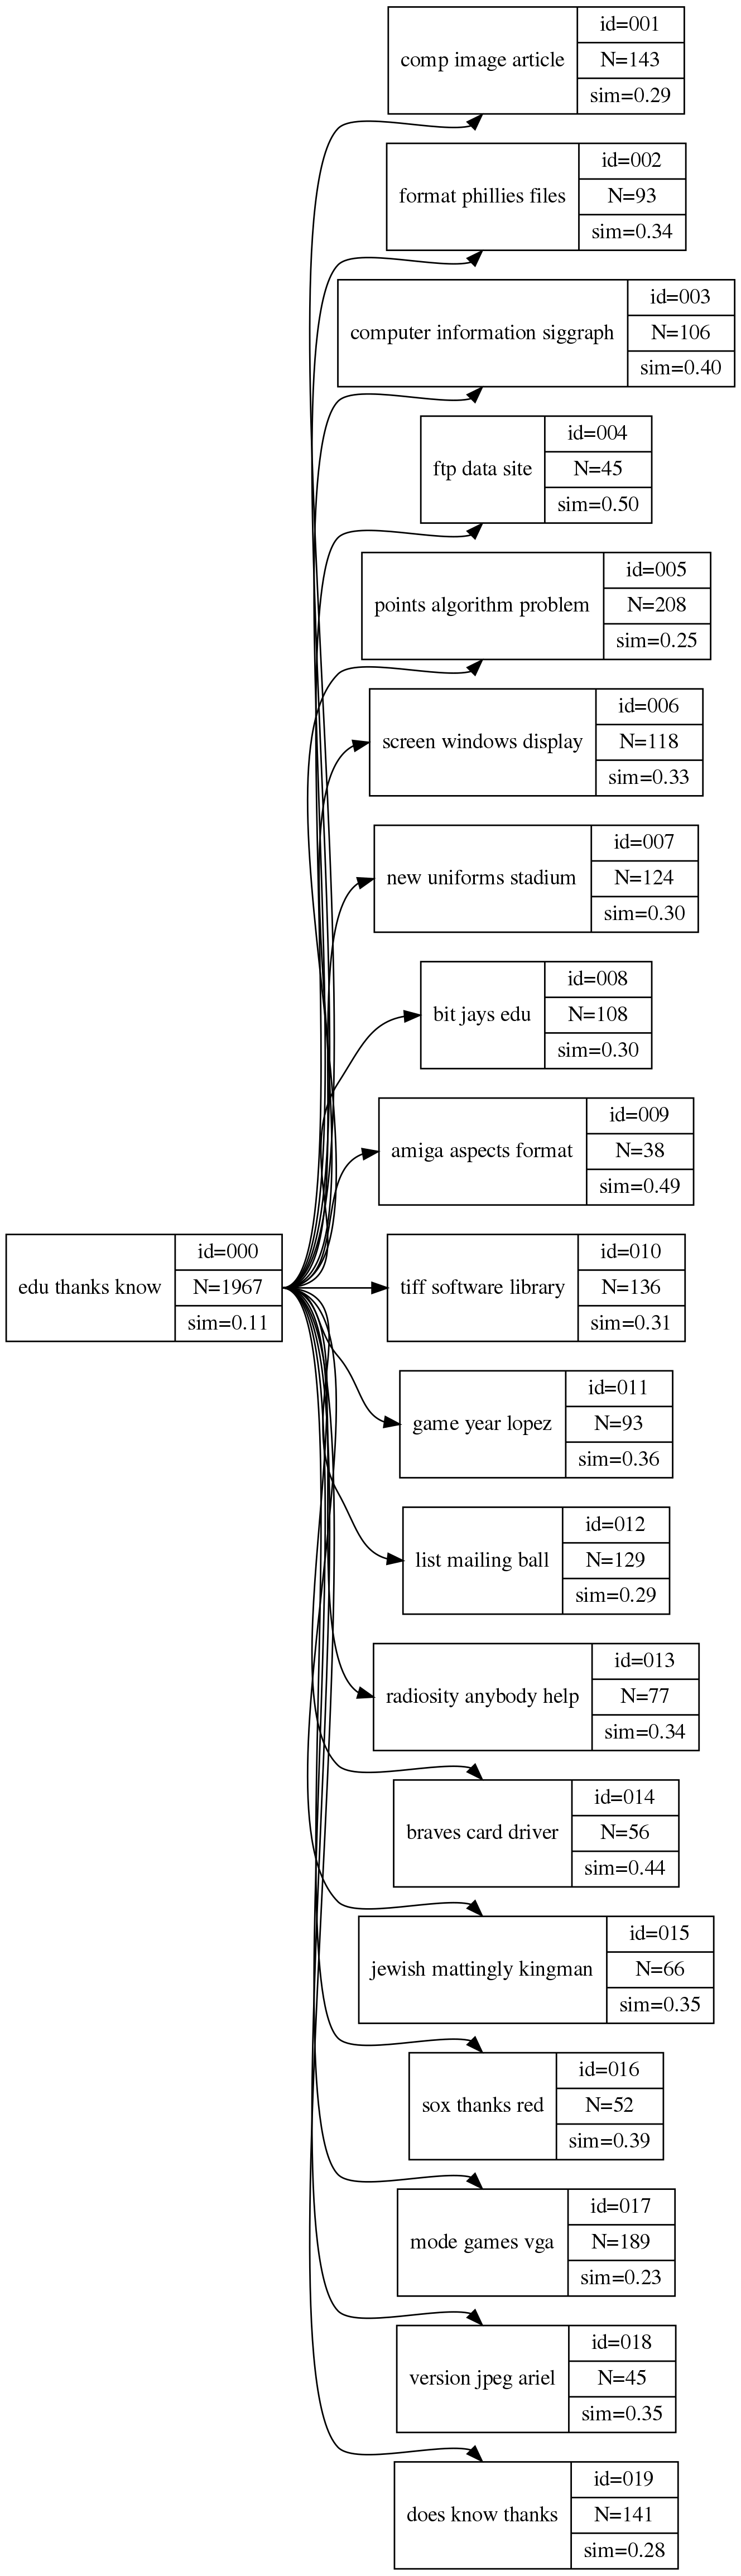 comp image article
id=001
N=143
sim=0.29
format phillies files
id=002
N=93
sim=0.34
computer information siggraph
id=003
N=106
sim=0.40
ftp data site
id=004
N=45
sim=0.50
points algorithm problem
id=005
N=208
sim=0.25
screen windows display
id=006
N=118
sim=0.33
new uniforms stadium
id=007
N=124
sim=0.30
bit jays edu
id=008
N=108
sim=0.30
amiga aspects format
id=009
N=38
sim=0.49
edu thanks know
id=000
N=1967
sim=0.11
tiff software library
id=010
N=136
sim=0.31
game year lopez
id=011
N=93
sim=0.36
list mailing ball
id=012
N=129
sim=0.29
radiosity anybody help
id=013
N=77
sim=0.34
braves card driver
id=014
N=56
sim=0.44
jewish mattingly kingman
id=015
N=66
sim=0.35
sox thanks red
id=016
N=52
sim=0.39
mode games vga
id=017
N=189
sim=0.23
version jpeg ariel
id=018
N=45
sim=0.35
does know thanks
id=019
N=141
sim=0.28